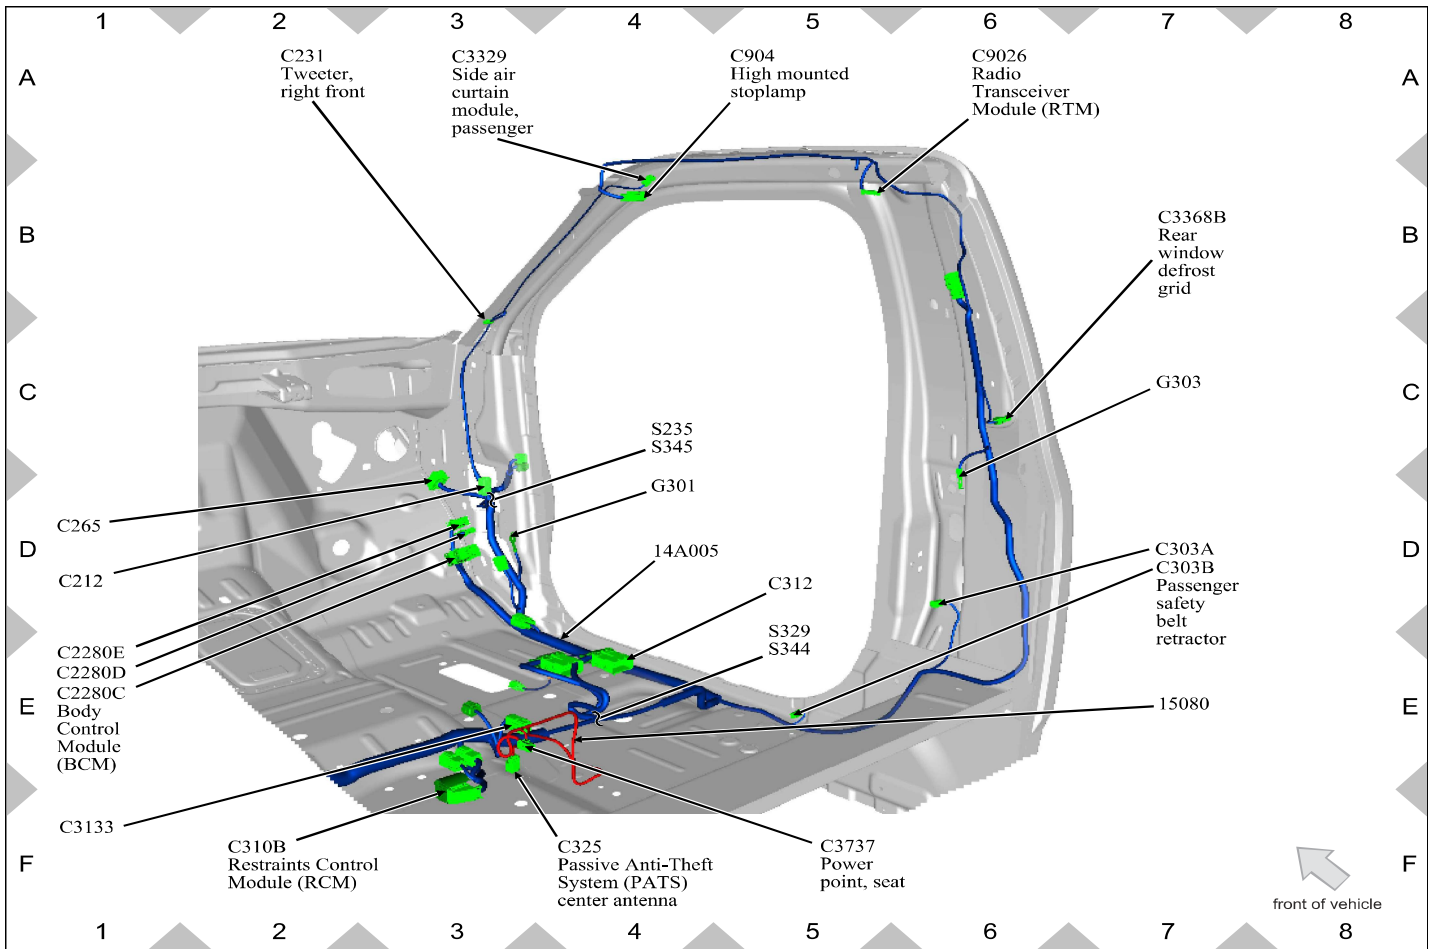 1 2 3 4 5 6 7 8
A
A
B
B
C
C
D
D
E
E
F
F
C231
Tweeter,
right front
C3329
Side air
curtain
module,
passenger
C904
High mounted
stoplamp
C9026
Radio
Transceiver
Module (RTM)
C3368B
Rear
window
defrost
grid
G303
S235
S345
G301
14A005
C312
S329
S344
C303A
C303B
Passenger
safety
belt
retractor
15080
C265
C212
C2280E
C2280D
C2280C
Body
Control
Module
(BCM)
C3133
C310B
Restraints Control
Module (RCM)
C325
Passive Anti-Theft
System (PATS)
center antenna
C3737
Power
point, seat
front of vehicle
1 2 3 4 5 6 7 8